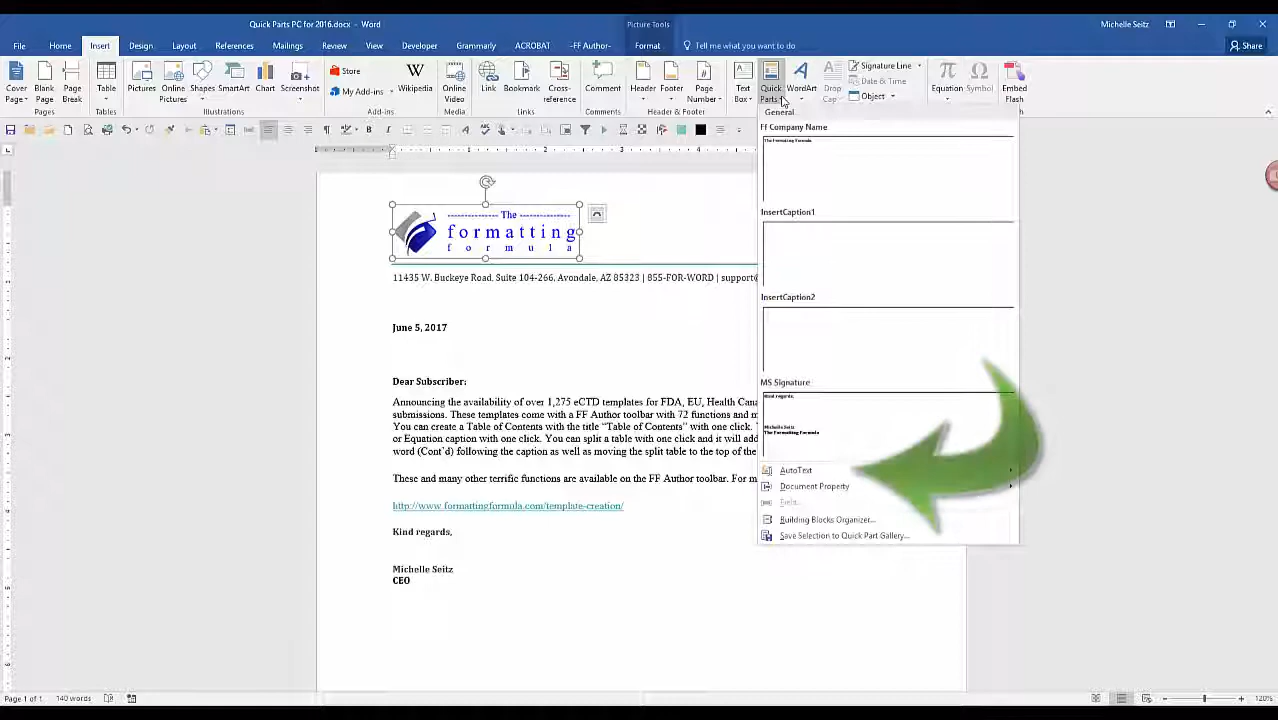 Quick Parts PC for 2016.docx - Word
Picture Tools
Michelle Seitz
File Home Insert Design Layout References Mailings Review View Developer Grammarly ACROBAT ~FF Author~ Format Tell me what you want to do Share
Cover Page
Blank Page
Page Break
Table
Pictures
Online Pictures
Shapes
SmartArt
Chart
Screenshot
Store
My Add-ins
Wikipedia
Online Video
Link
Bookmark
Cross-reference
Comment
Header
Footer
Page Number
Text Box
Quick Parts
WordArt
Drop Cap
Signature Line
Date & Time
Object
Equation
Symbol
Embed Flash
Pages
Tables
Illustrations
Add-ins
Media
Links
Comments
Header & Footer
Flash
General
Ff Company Name
The Formatting Formula
InsertCaption1
InsertCaption2
MS Signature
Kind regards,
Michelle Seitz
The Formatting Formula
AutoText
Document Property
Field...
Building Blocks Organizer...
Save Selection to Quick Part Gallery...
1 2 3 4
The
formatting
formula
11435 W. Buckeye Road, Suite 104-266, Avondale, AZ 85323 | 855-FOR-WORD | support@
June 5, 2017
Dear Subscriber:
Announcing the availability of over 1,275 eCTD templates for FDA, EU, Health Cana
submissions. These templates come with a FF Author toolbar with 72 functions and m
You can create a Table of Contents with the title "Table of Contents" with one click.
or Equation caption with one click. You can split a table with one click and it will add
word (Cont'd) following the caption as well as moving the split table to the top of the
These and many other terrific functions are available on the FF Author toolbar. For m
http://www.formattingformula.com/template-creation/
Kind regards,
Michelle Seitz
CEO
Page 1 of 1 140 words
120%